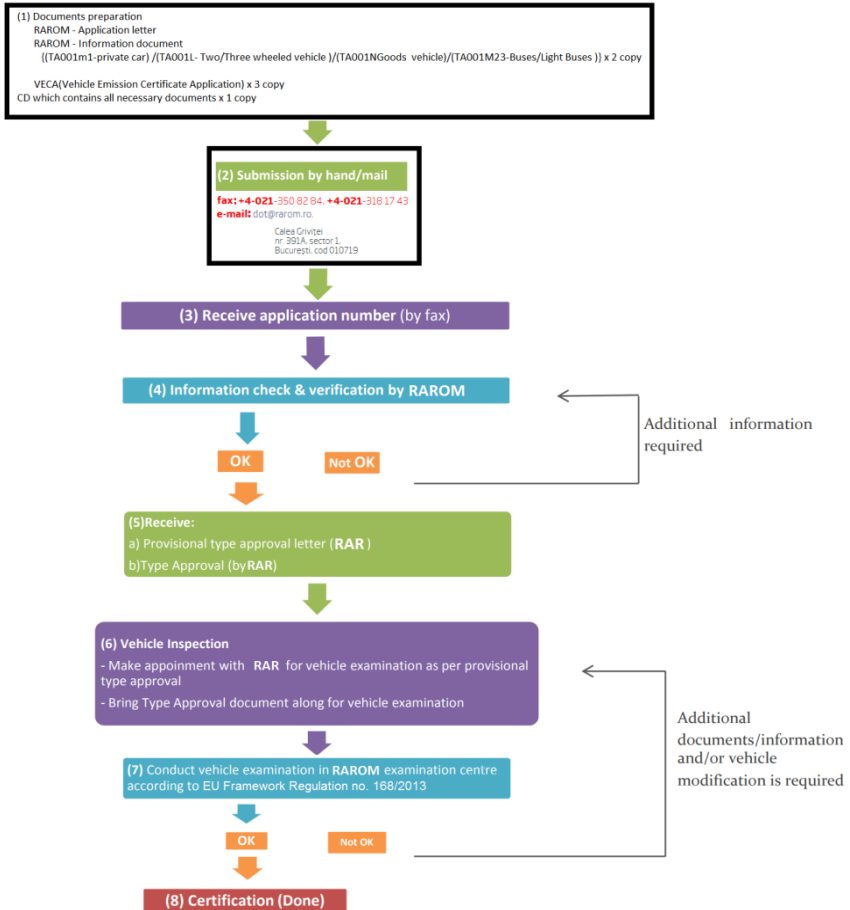 (1) Documents preparation
RAROM - Application letter
RAROM - Information document
{(TA001m1-private car) /(TA001L- Two/Three wheeled vehicle )/(TA001NGoods vehicle)/(TA001M23-Buses/Light Buses )} x 2 copy
VECA(Vehicle Emission Certificate Application) x 3 copy
CD which contains all necessary documents x 1 copy
(2) Submission by hand/mail
fax:+4-021-350 82 84, +4-021-318 17 43
e-mail: dot@rarom.ro.
Calea Griviței
nr. 391A, sector 1,
București, cod 010719
(3) Receive application number (by fax)
(4) Information check & verification by RAROM
Additional information
required
OK
Not OK
(5)Receive:
a) Provisional type approval letter (RAR )
b)Type Approval (by RAR)
(6) Vehicle Inspection
- Make appoinment with RAR for vehicle examination as per provisional
type approval
- Bring Type Approval document along for vehicle examination
Additional
documents/information
and/or vehicle
modification is required
(7) Conduct vehicle examination in RAROM examination centre
according to EU Framework Regulation no. 168/2013
OK
Not OK
(8) Certification (Done)